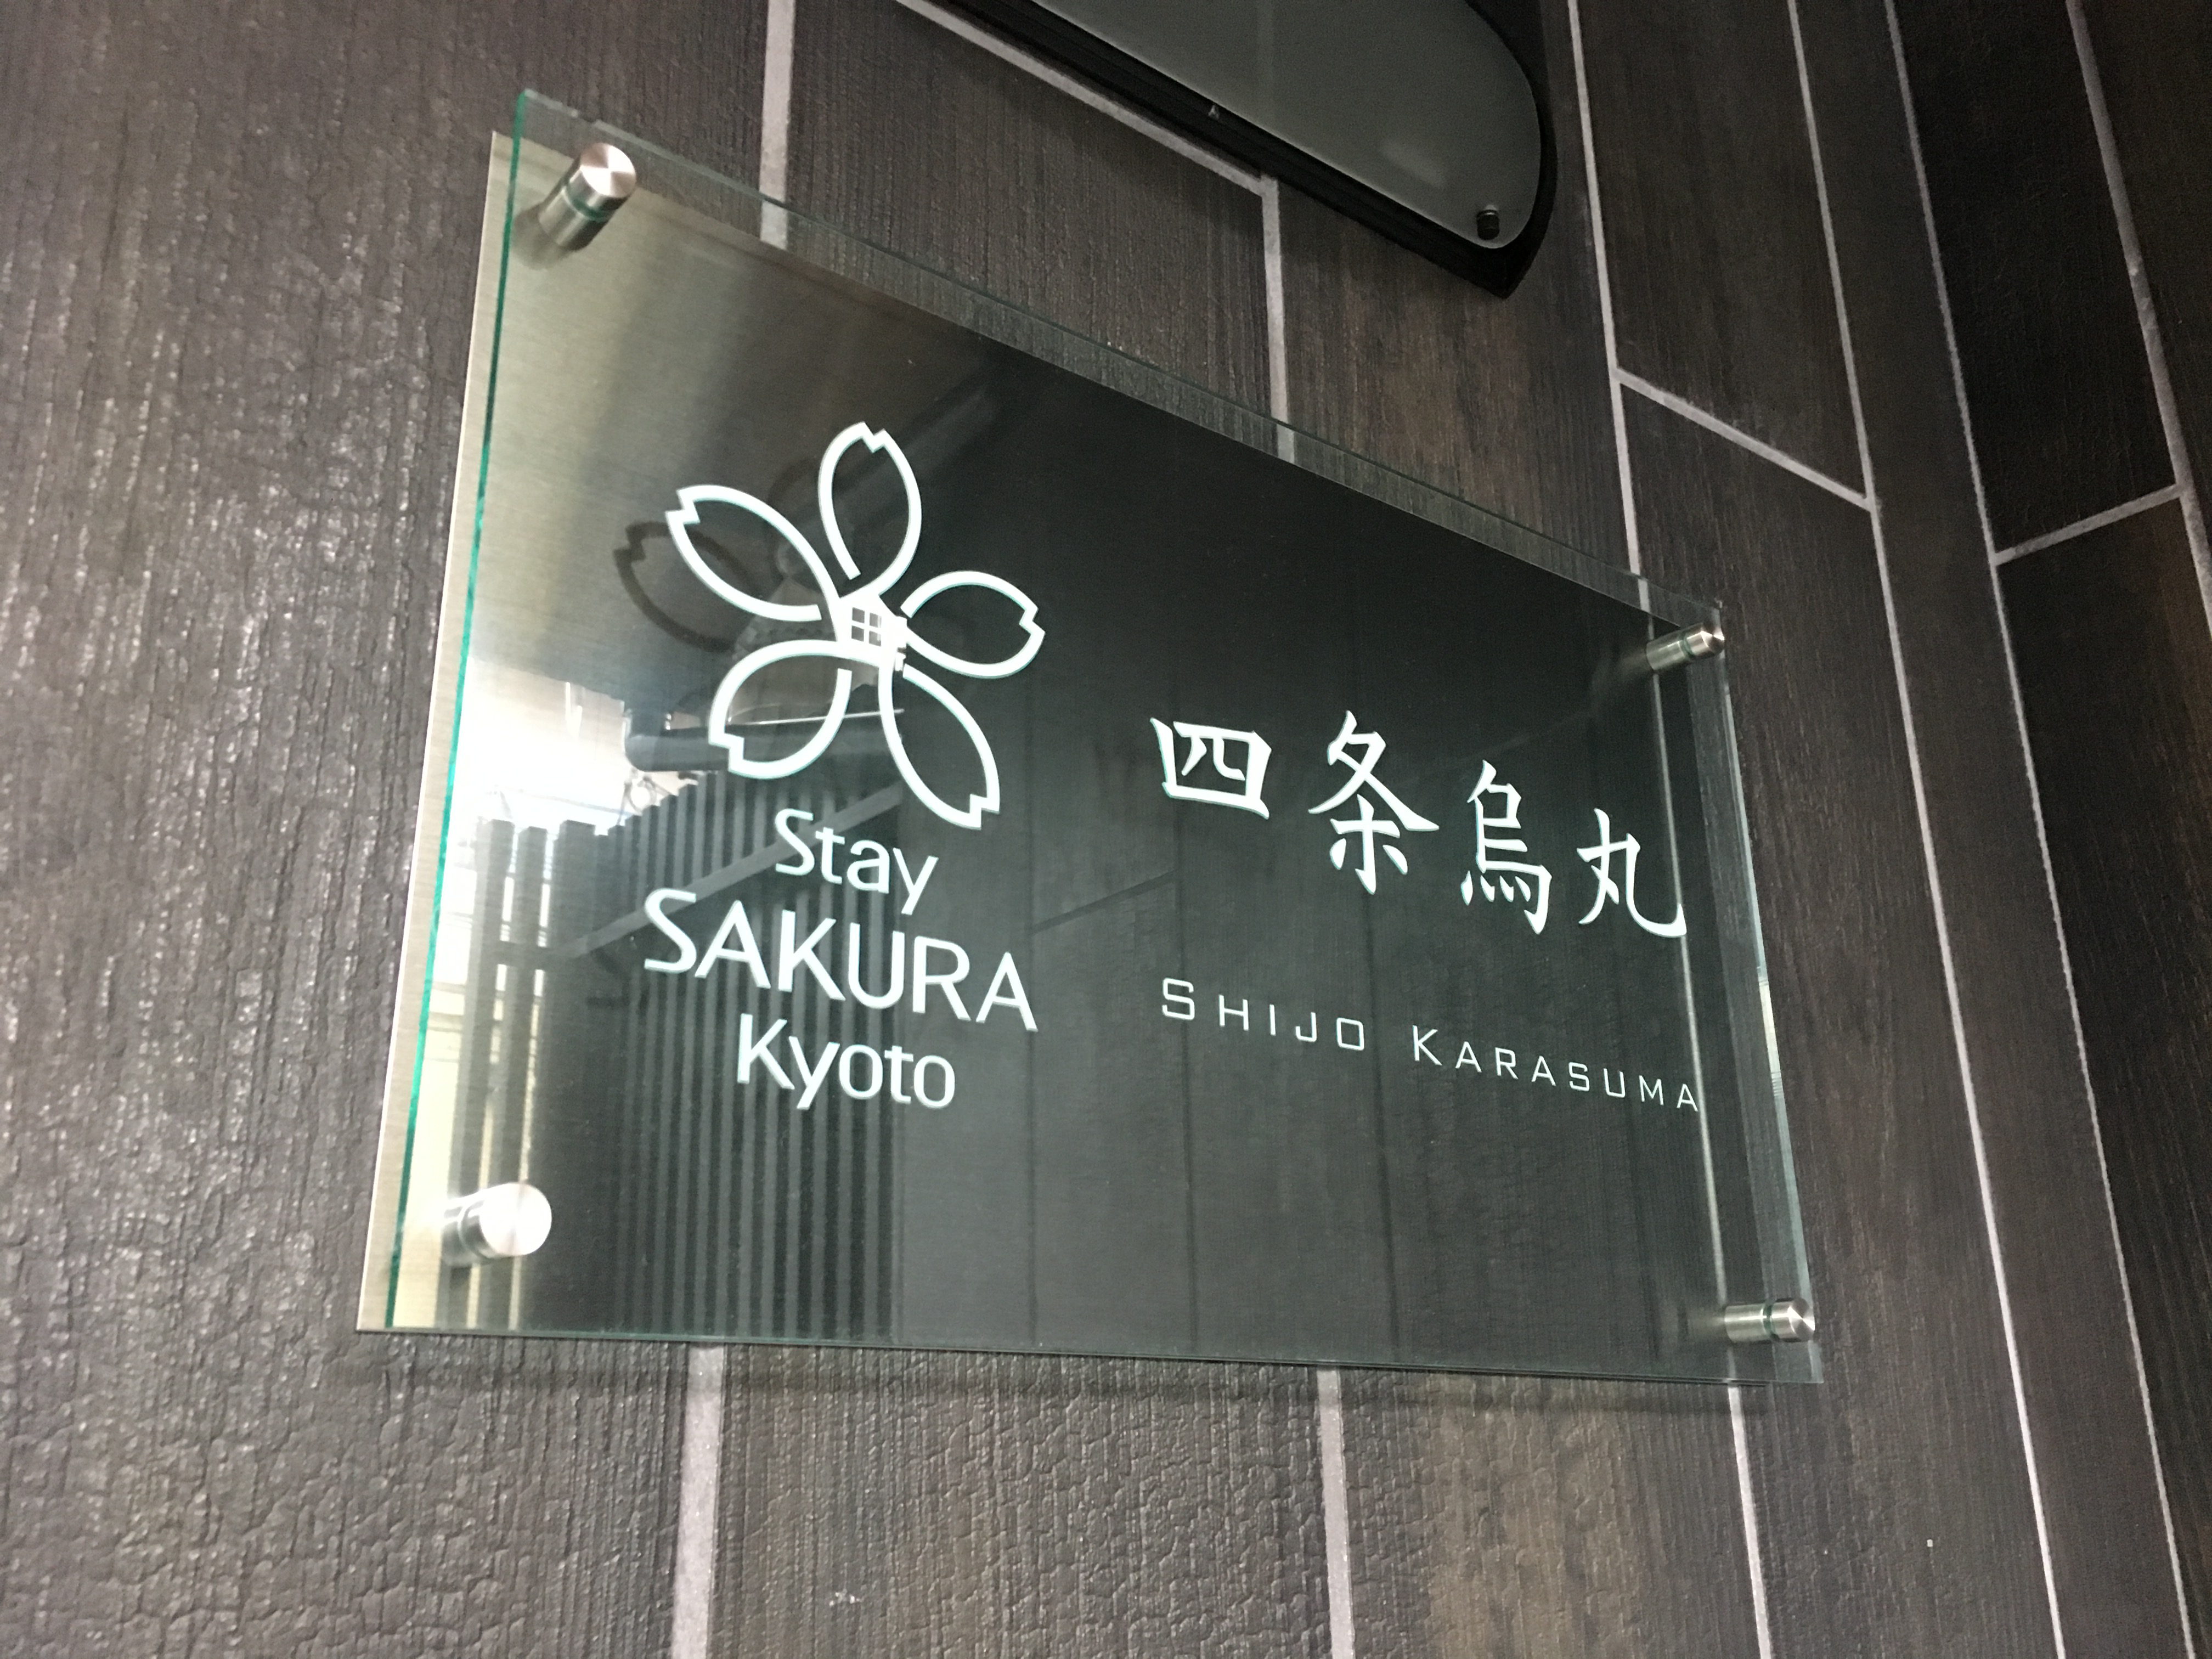 Stay
SAKURA
Kyoto
四条烏丸
SHIJO KARASUMA